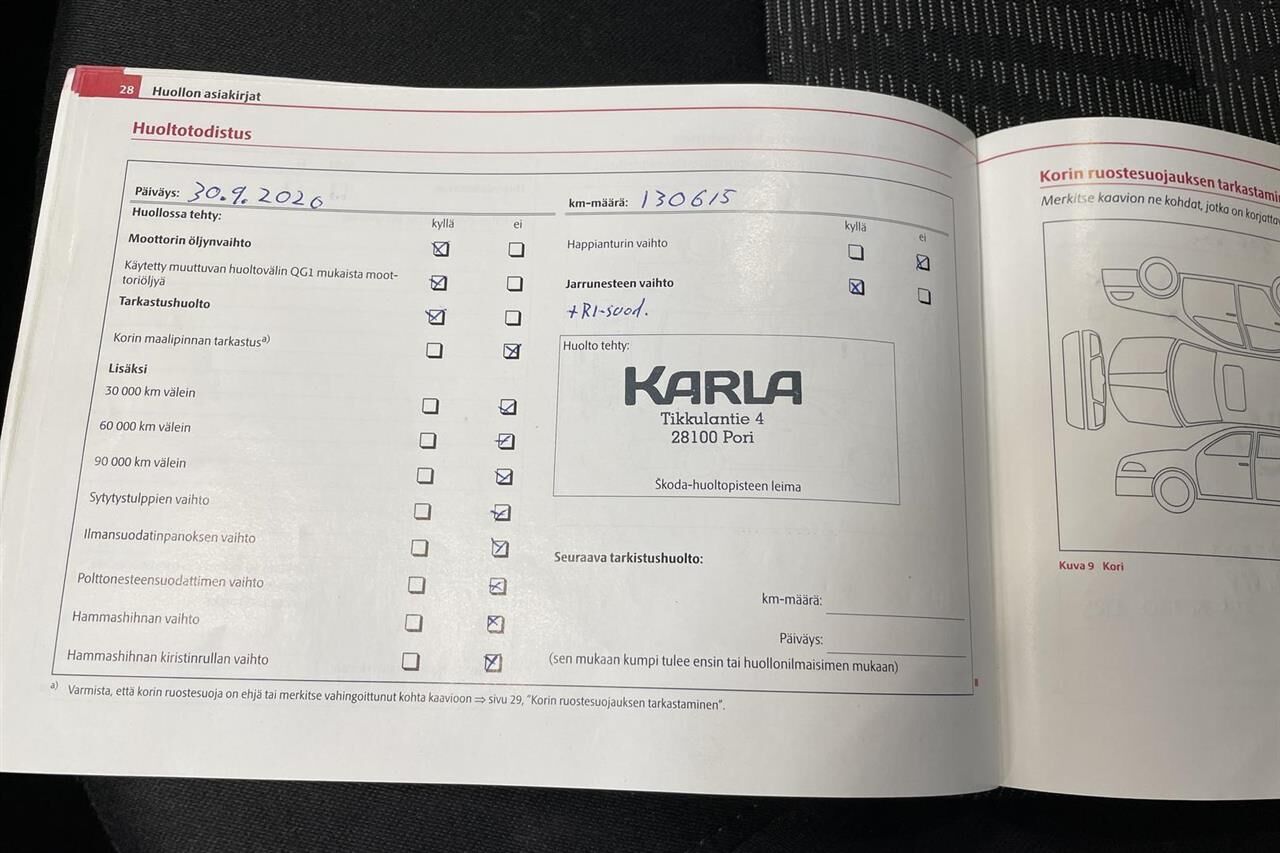 28 Huollon asiakirjat
Huoltotodistus
Päiväys: 30.9.2020
Huollossa tehty:
kyllä ei
Moottorin öljynvaihto
Käytetty muuttuvan huoltovälin QG1 mukaista moot-
toriöljyä
Tarkastushuolto
Korin maalipinnan tarkastusa)
Lisäksi
30 000 km välein
60 000 km välein
90 000 km välein
Sytytystulppien vaihto
Ilmansuodatinpanoksen vaihto
Polttonesteensuodattimen vaihto
Hammashihnan vaihto
Hammashihnan kiristinrullan vaihto
km-määrä: 130615
kyllä ei
Happianturin vaihto
Jarrunesteen vaihto
+RI-suod.
Huolto tehty:
KARLA
Tikkulantie 4
28100 Pori
Škoda-huoltopisteen leima
Seuraava tarkistushuolto:
km-määrä:
Päiväys:
(sen mukaan kumpi tulee ensin tai huollonilmaisimen mukaan)
a) Varmista, että korin ruostesuoja on ehjä tai merkitse vahingoittunut kohta kaavioon ⇒ sivu 29, "Korin ruostesuojauksen tarkastaminen".
Korin ruostesuojauksen
Merkitse kaavion ne kohdat, jotka on
Kuva 9 Kori